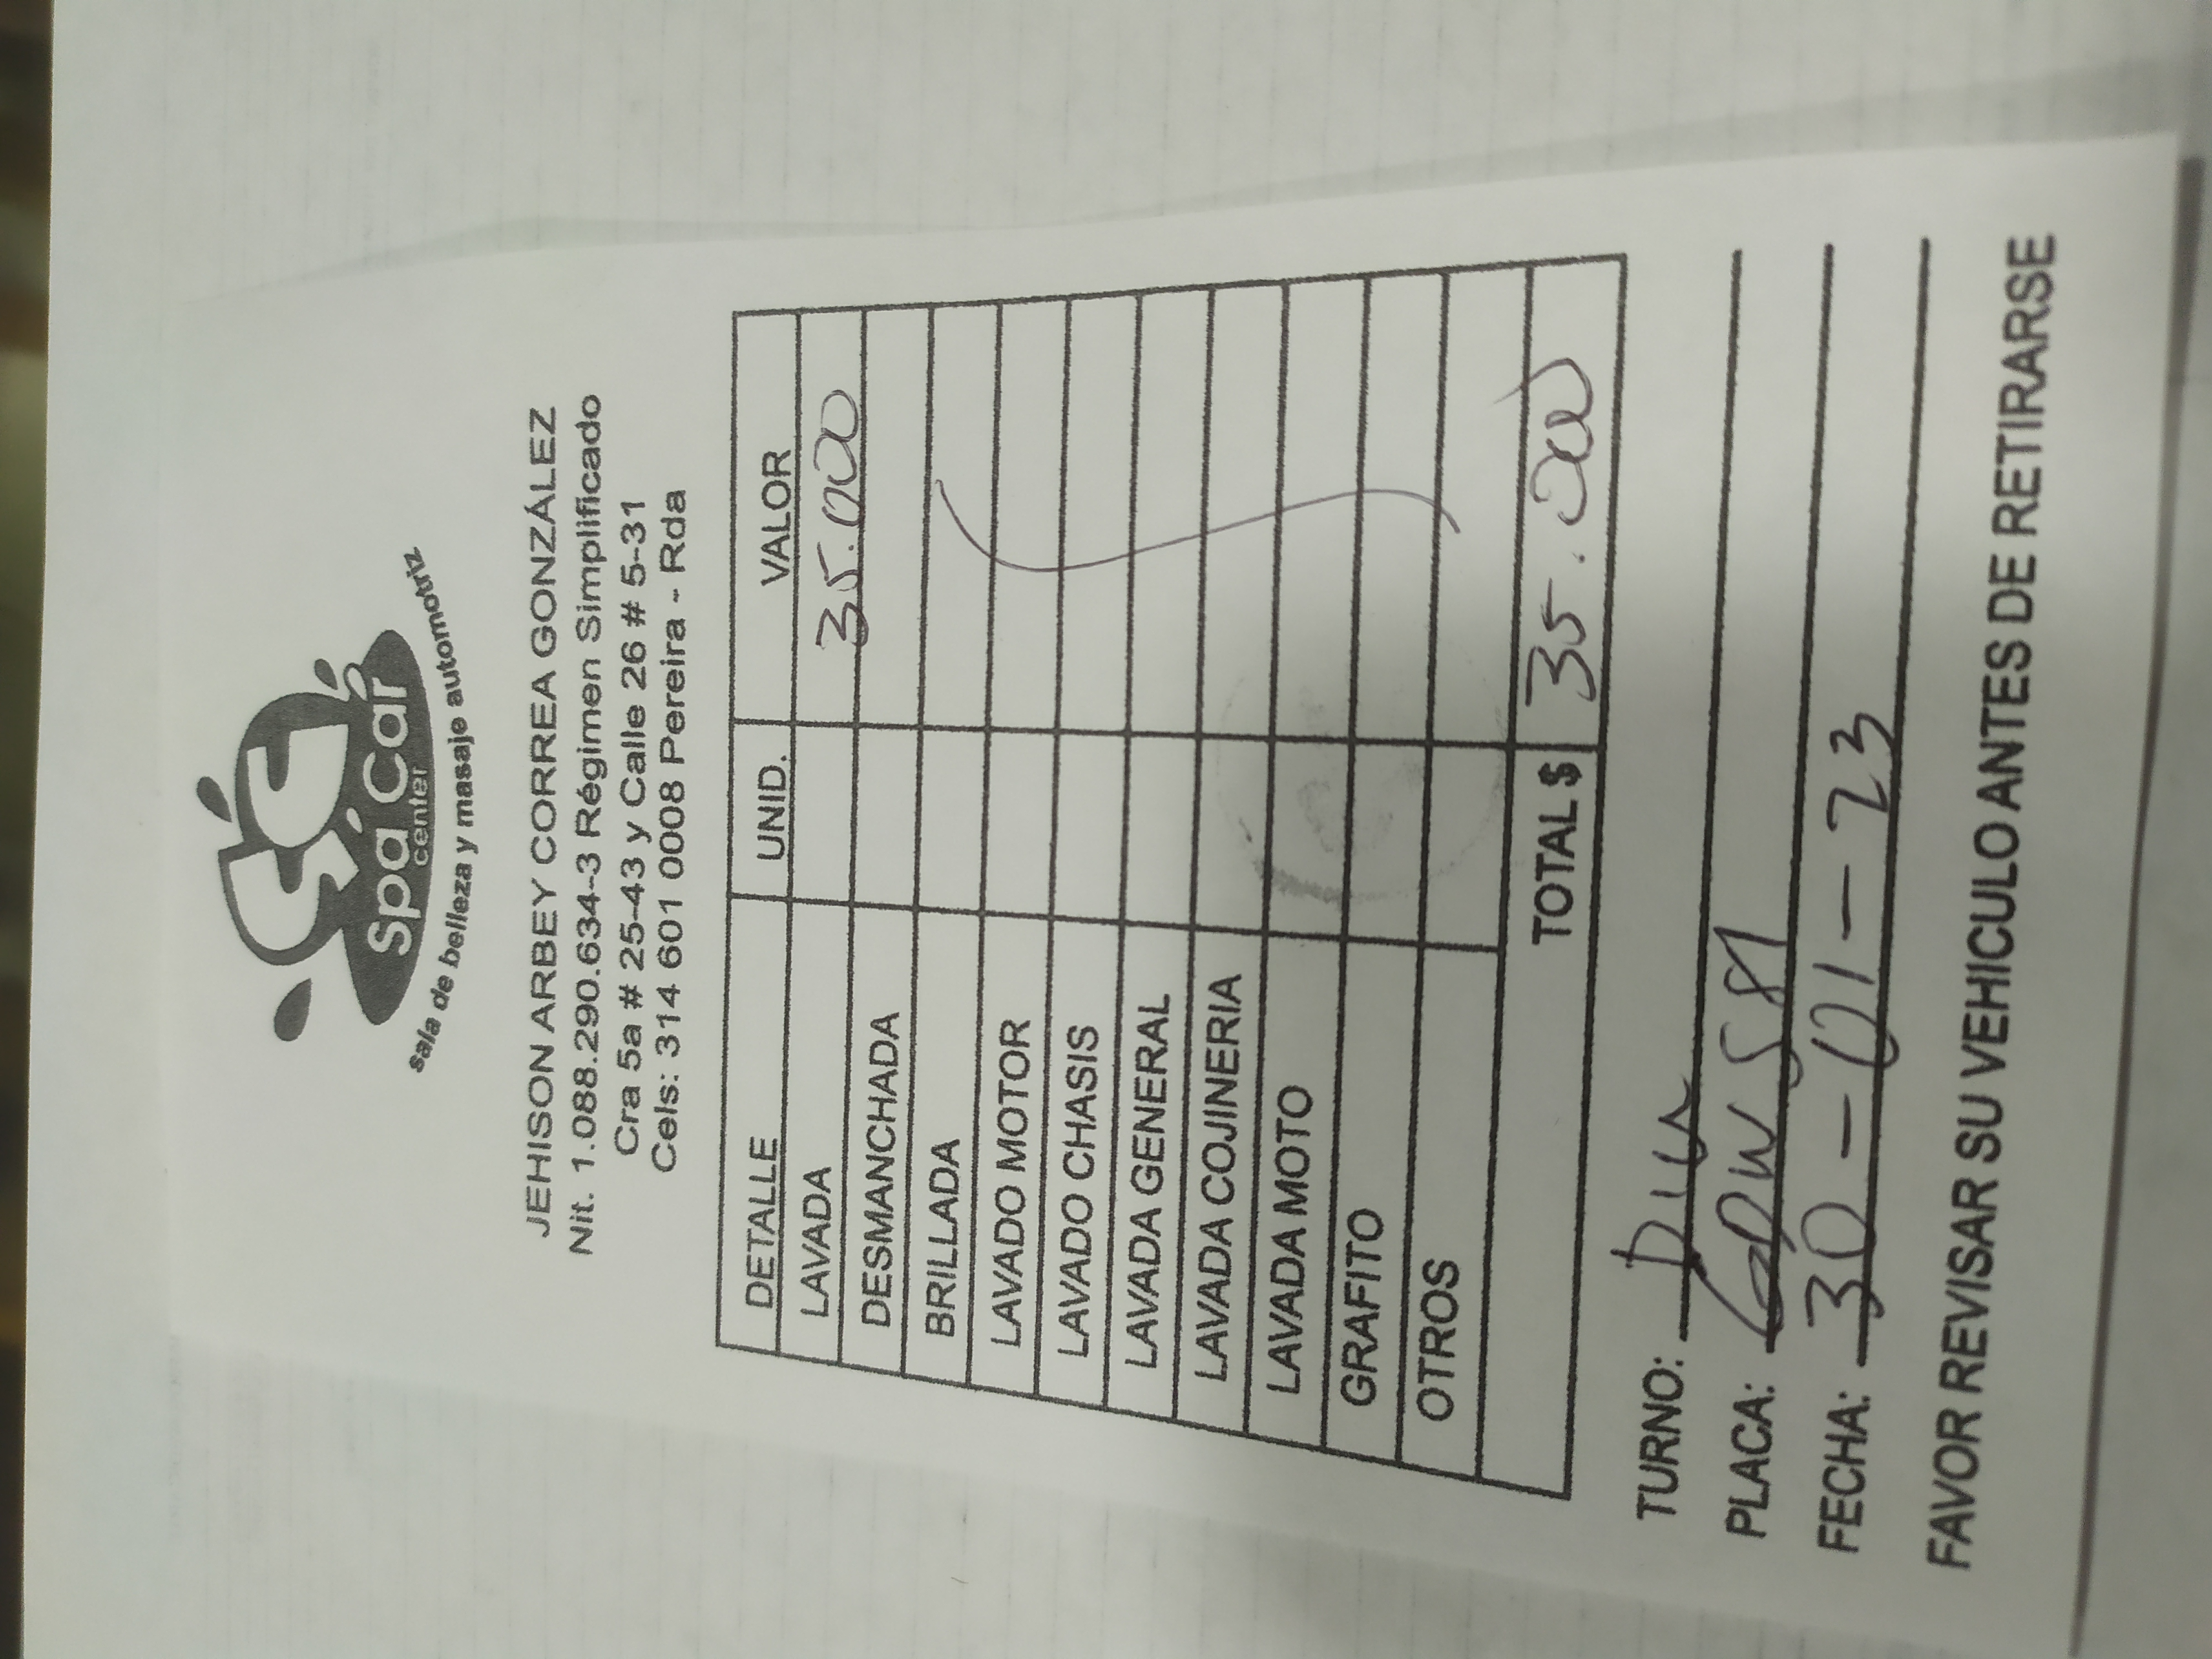 Spa Car
center
sala de belleza y masaje automotriz
JEHISON ARBEY CORREA GONZÁLEZ
Nit. 1.088.290.634-3 Régimen Simplificado
Cra 5a # 25-43 y Calle 26 # 5-31
Cels: 314 601 0008 Pereira - Rda
DETALLE UNID. VALOR
LAVADA 35.000
DESMANCHADA
BRILLADA
LAVADO MOTOR
LAVADO CHASIS
LAVADA GENERAL
LAVADA COJINERIA
LAVADA MOTO
GRAFITO
OTROS
TOTAL $ 35.000
TURNO:
PLACA:
FECHA: 30-01-23
FAVOR REVISAR SU VEHICULO ANTES DE RETIRARSE